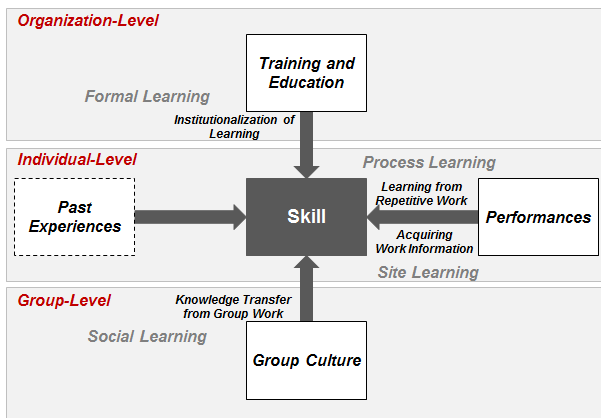 Organization-Level
Training and
Education
Formal Learning
Institutionalization of
Learning
Individual-Level
Process Learning
Past
Experiences
Skill
Learning from
Repetitive Work
Performances
Acquiring
Work Information
Site Learning
Group-Level
Knowledge Transfer
from Group Work
Social Learning
Group Culture